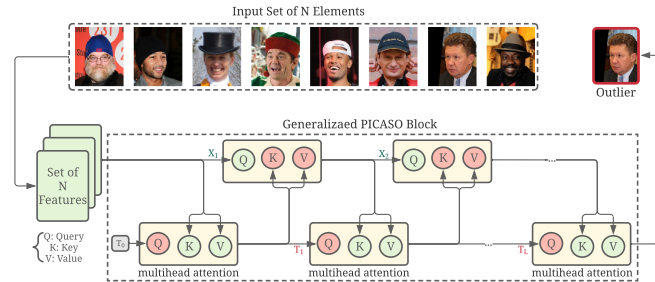 Input Set of N Elements
Outlier
Generalizaed PICASO Block
Set of
N
Features
X₁
Q K V
X₂
Q K V
...
Q: Query
K: Key
V: Value
T₀
Q K V
T₁
Q K V
...
T_L
Q K V
multihead attention
multihead attention
multihead attention